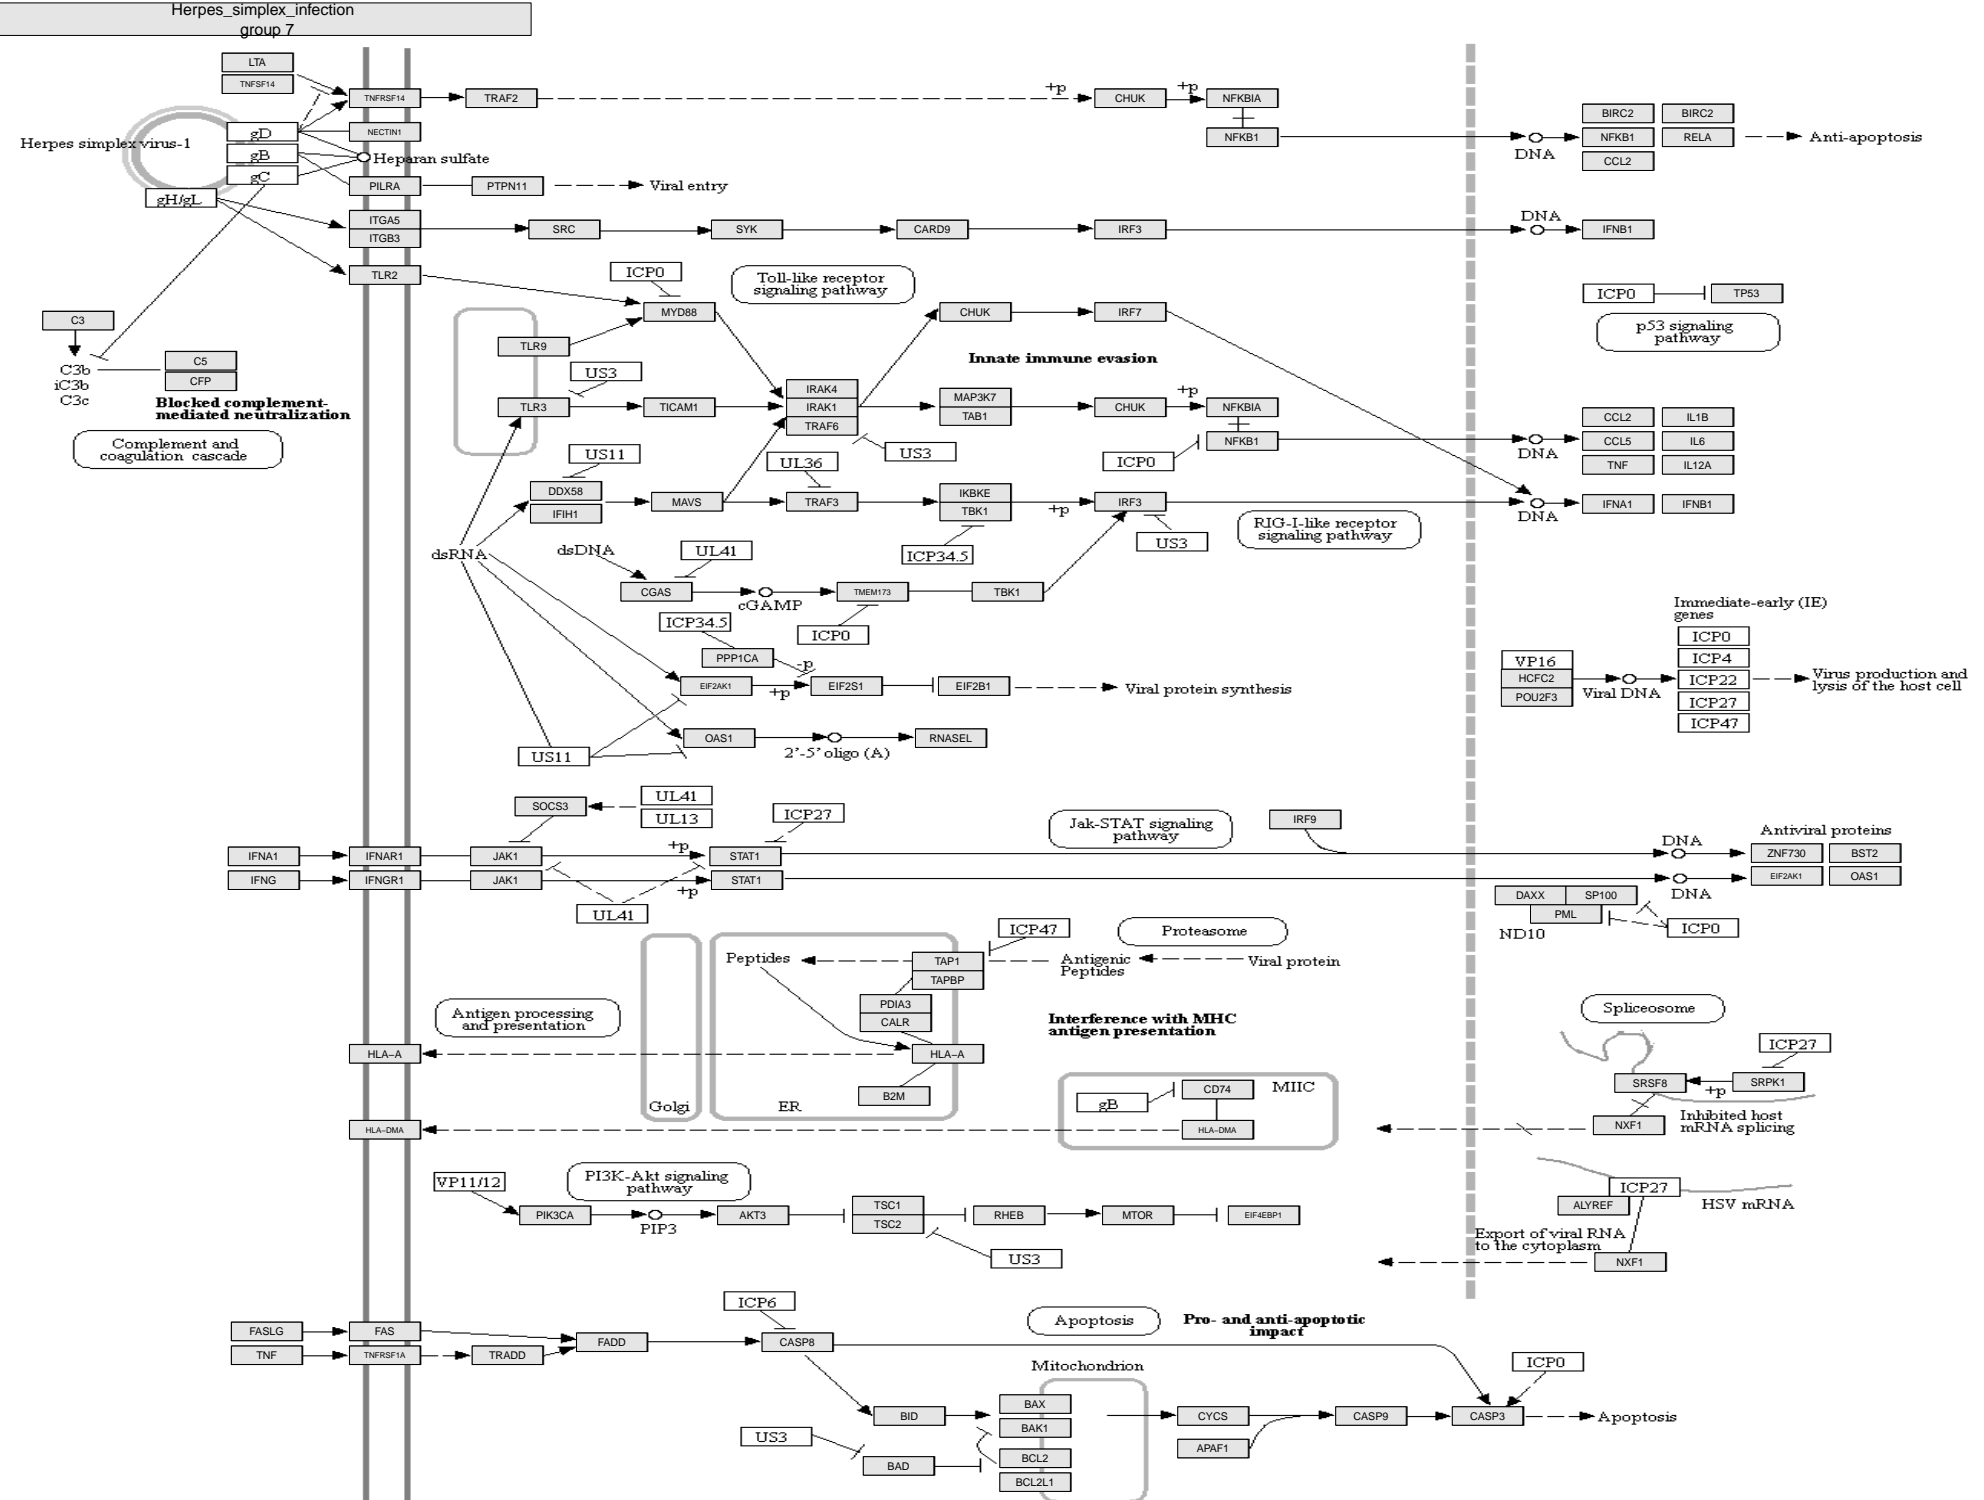 Herpes_simplex_infection
group 7
LTA
TNFSF14
TNFRSF14
TRAF2
+p
CHUK
+p
NFKBIA
NFKB1
DNA
BIRC2
BIRC2
NFKB1
RELA
CCL2
Anti-apoptosis
Herpes simplex virus-1
gD
gB
gC
gH/gL
NECTIN1
Heparan sulfate
PILRA
PTPN11
Viral entry
ITGA5
ITGB3
SRC
SYK
CARD9
IRF3
DNA
IFNB1
TLR2
ICP0
MYD88
Toll-like receptor
signaling pathway
CHUK
IRF7
ICP0
TP53
p53 signaling
pathway
C3
C3b
iC3b
C3c
C5
CFP
Blocked complement-
mediated neutralization
Complement and
coagulation cascade
TLR9
US3
TLR3
TICAM1
IRAK4
IRAK1
TRAF6
Innate immune evasion
MAP3K7
TAB1
CHUK
+p
NFKBIA
NFKB1
US3
ICP0
DNA
CCL2
IL1B
CCL5
IL6
TNF
IL12A
US11
DDX58
IFIH1
MAVS
UL36
TRAF3
IKBKE
TBK1
+p
IRF3
US3
ICP34.5
RIG-I-like receptor
signaling pathway
DNA
IFNA1
IFNB1
dsRNA
dsDNA
UL41
CGAS
cGAMP
TMEM173
TBK1
ICP0
ICP34.5
PPP1CA
-p
EIF2AK1
+p
EIF2S1
EIF2B1
Viral protein synthesis
US11
OAS1
2'-5' oligo (A)
RNASEL
Immediate-early (IE)
genes
ICP0
ICP4
ICP22
ICP27
ICP47
VP16
HCFC2
POU2F3
Viral DNA
Virus production and
lysis of the host cell
SOCS3
UL41
UL13
ICP27
Jak-STAT signaling
pathway
IRF9
IFNA1
IFNAR1
JAK1
+p
STAT1
DNA
Antiviral proteins
ZNF730
BST2
IFNG
IFNGR1
JAK1
+p
STAT1
DNA
EIF2AK1
OAS1
UL41
DAXX
SP100
PML
ND10
ICP0
ICP47
Proteasome
Peptides
TAP1
TAPBP
Antigenic
Peptides
Viral protein
PDIA3
CALR
Antigen processing
and presentation
Interference with MHC
antigen presentation
HLA-A
HLA-A
B2M
Golgi
ER
gB
CD74
MIIC
HLA-DMA
HLA-DMA
Spliceosome
ICP27
SRSF8
+p
SRPK1
Inhibited host
mRNA splicing
NXF1
VP11/12
PI3K-Akt signaling
pathway
PIK3CA
PIP3
AKT3
TSC1
TSC2
RHEB
MTOR
EIF4EBP1
US3
ICP27
ALYREF
HSV mRNA
Export of viral RNA
to the cytoplasm
NXF1
ICP6
Apoptosis
Pro- and anti-apoptotic
impact
FASLG
FAS
FADD
CASP8
TNF
TNFRSF1A
TRADD
Mitochondrion
ICP0
BID
BAX
BAK1
BCL2
BCL2L1
US3
BAD
CYCS
APAF1
CASP9
CASP3
Apoptosis